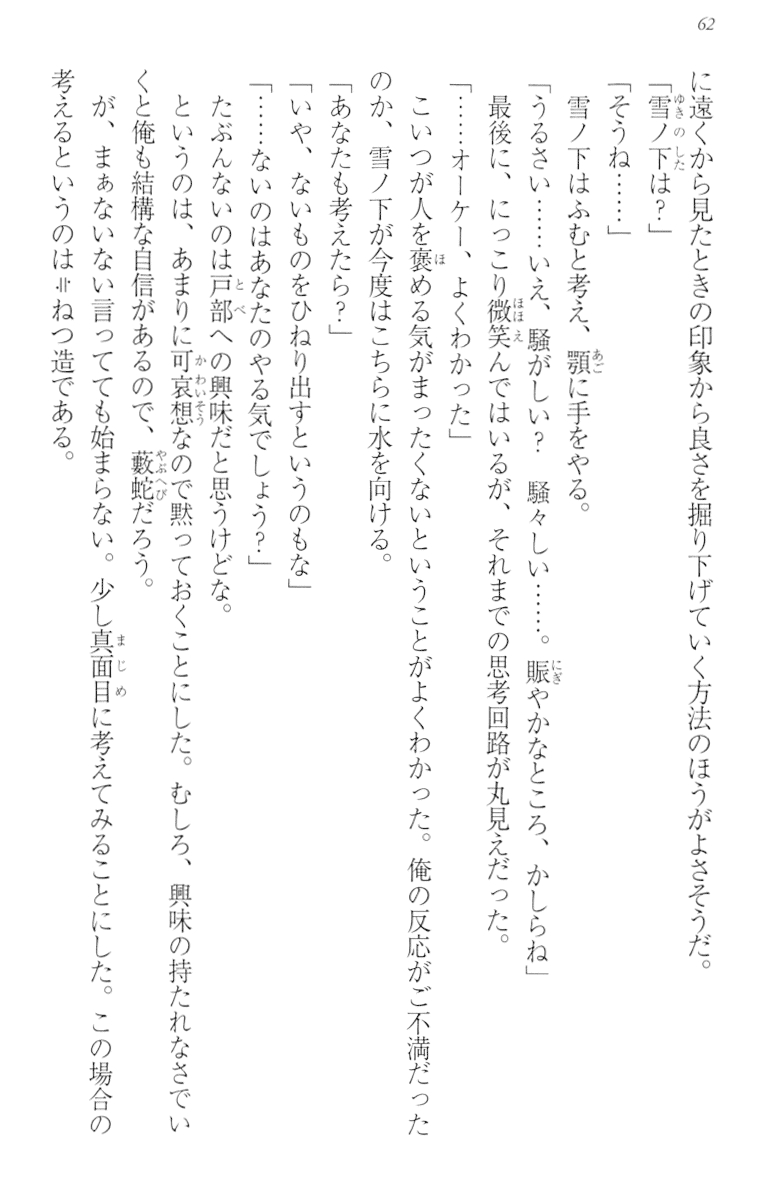 62
に遠くから見たときの印象から良さを掘り下げていく方法のほうがよさそうだ。
「雪ノ下は?」
「そうね……」
雪ノ下はふむと考え、顎に手をやる。
「うるさい……いえ、騒がしい? 騒々しい……。賑やかなところ、かしらね」
最後に、にっこり微笑んではいるが、それまでの思考回路が丸見えだった。
「……オーケー、よくわかった」
こいつが人を褒める気がまったくないということがよくわかった。俺の反応がご不満だった
のか、雪ノ下が今度はこちらに水を向ける。
「あなたも考えたら?」
「いや、ないものをひねり出すというのもな」
「……ないのはあなたのやる気でしょう?」
たぶんないのは戸部への興味だと思うけどな。
というのは、あまりに可哀想なので黙っておくことにした。むしろ、興味の持たれなさでい
くと俺も結構な自信があるので、藪蛇だろう。
が、まぁないない言ってても始まらない。少し真面目に考えてみることにした。この場合の
考えるというのは=ねつ造である。